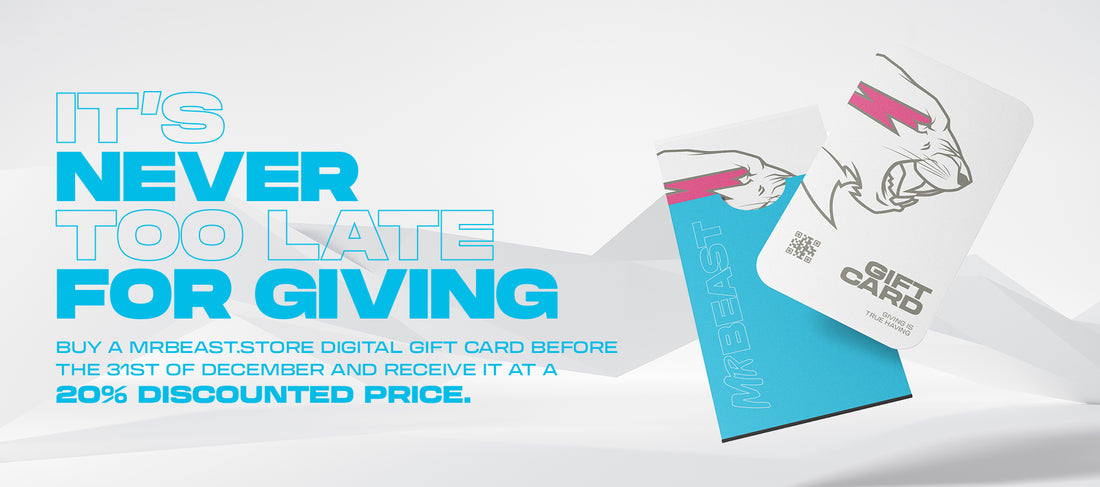 IT'S
NEVER
TOO LATE
FOR GIVING
BUY A MRBEAST.STORE DIGITAL GIFT CARD BEFORE
THE 31ST OF DECEMBER AND RECEIVE IT AT A
20% DISCOUNTED PRICE.
MRBEAST
GIFT
CARD
GIVING IS
TRUE HAVING